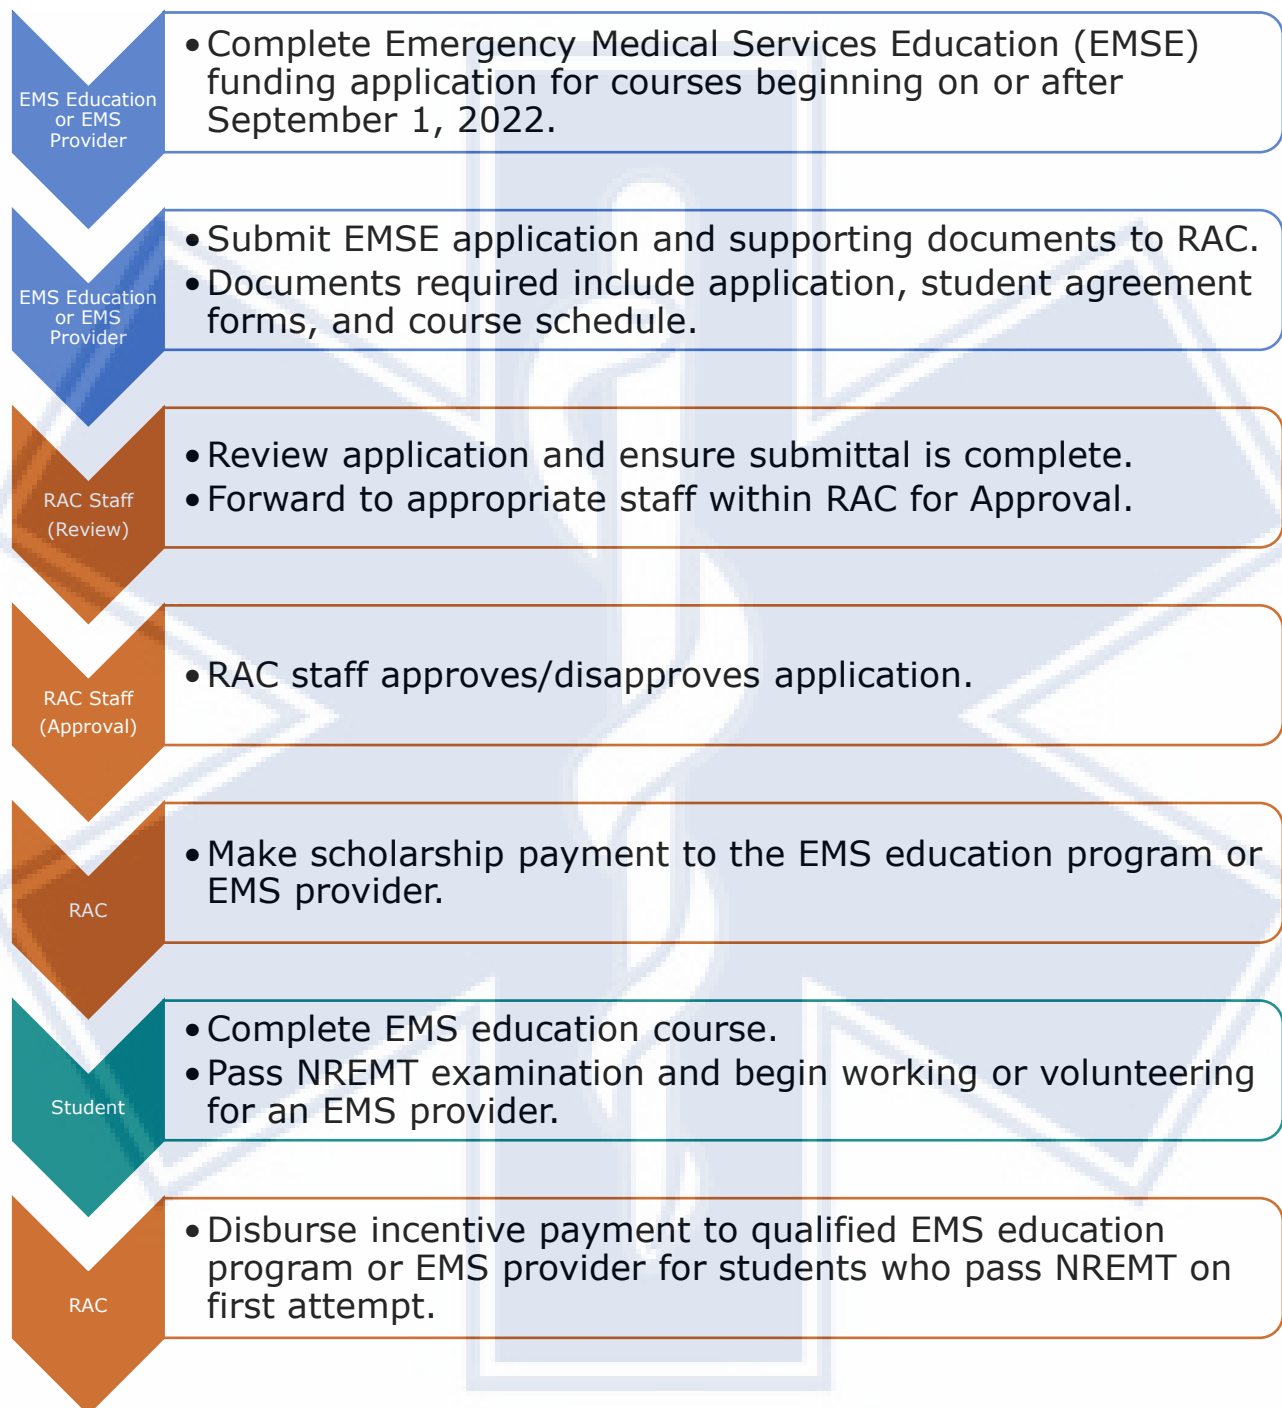 EMS Education
or EMS
Provider
• Complete Emergency Medical Services Education (EMSE)
funding application for courses beginning on or after
September 1, 2022.
EMS Education
or EMS
Provider
• Submit EMSE application and supporting documents to RAC.
• Documents required include application, student agreement
forms, and course schedule.
RAC Staff
(Review)
• Review application and ensure submittal is complete.
• Forward to appropriate staff within RAC for Approval.
RAC Staff
(Approval)
• RAC staff approves/disapproves application.
RAC
• Make scholarship payment to the EMS education program or
EMS provider.
Student
• Complete EMS education course.
• Pass NREMT examination and begin working or volunteering
for an EMS provider.
RAC
• Disburse incentive payment to qualified EMS education
program or EMS provider for students who pass NREMT on
first attempt.